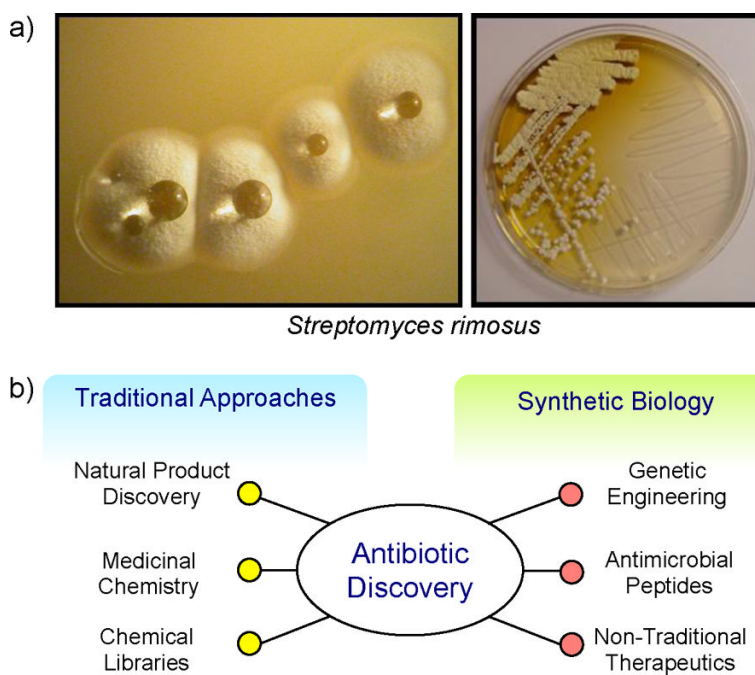 a)
Streptomyces rimosus
b)
Traditional Approaches
Synthetic Biology
Natural Product
Discovery
Medicinal
Chemistry
Chemical
Libraries
Antibiotic
Discovery
Genetic
Engineering
Antimicrobial
Peptides
Non-Traditional
Therapeutics